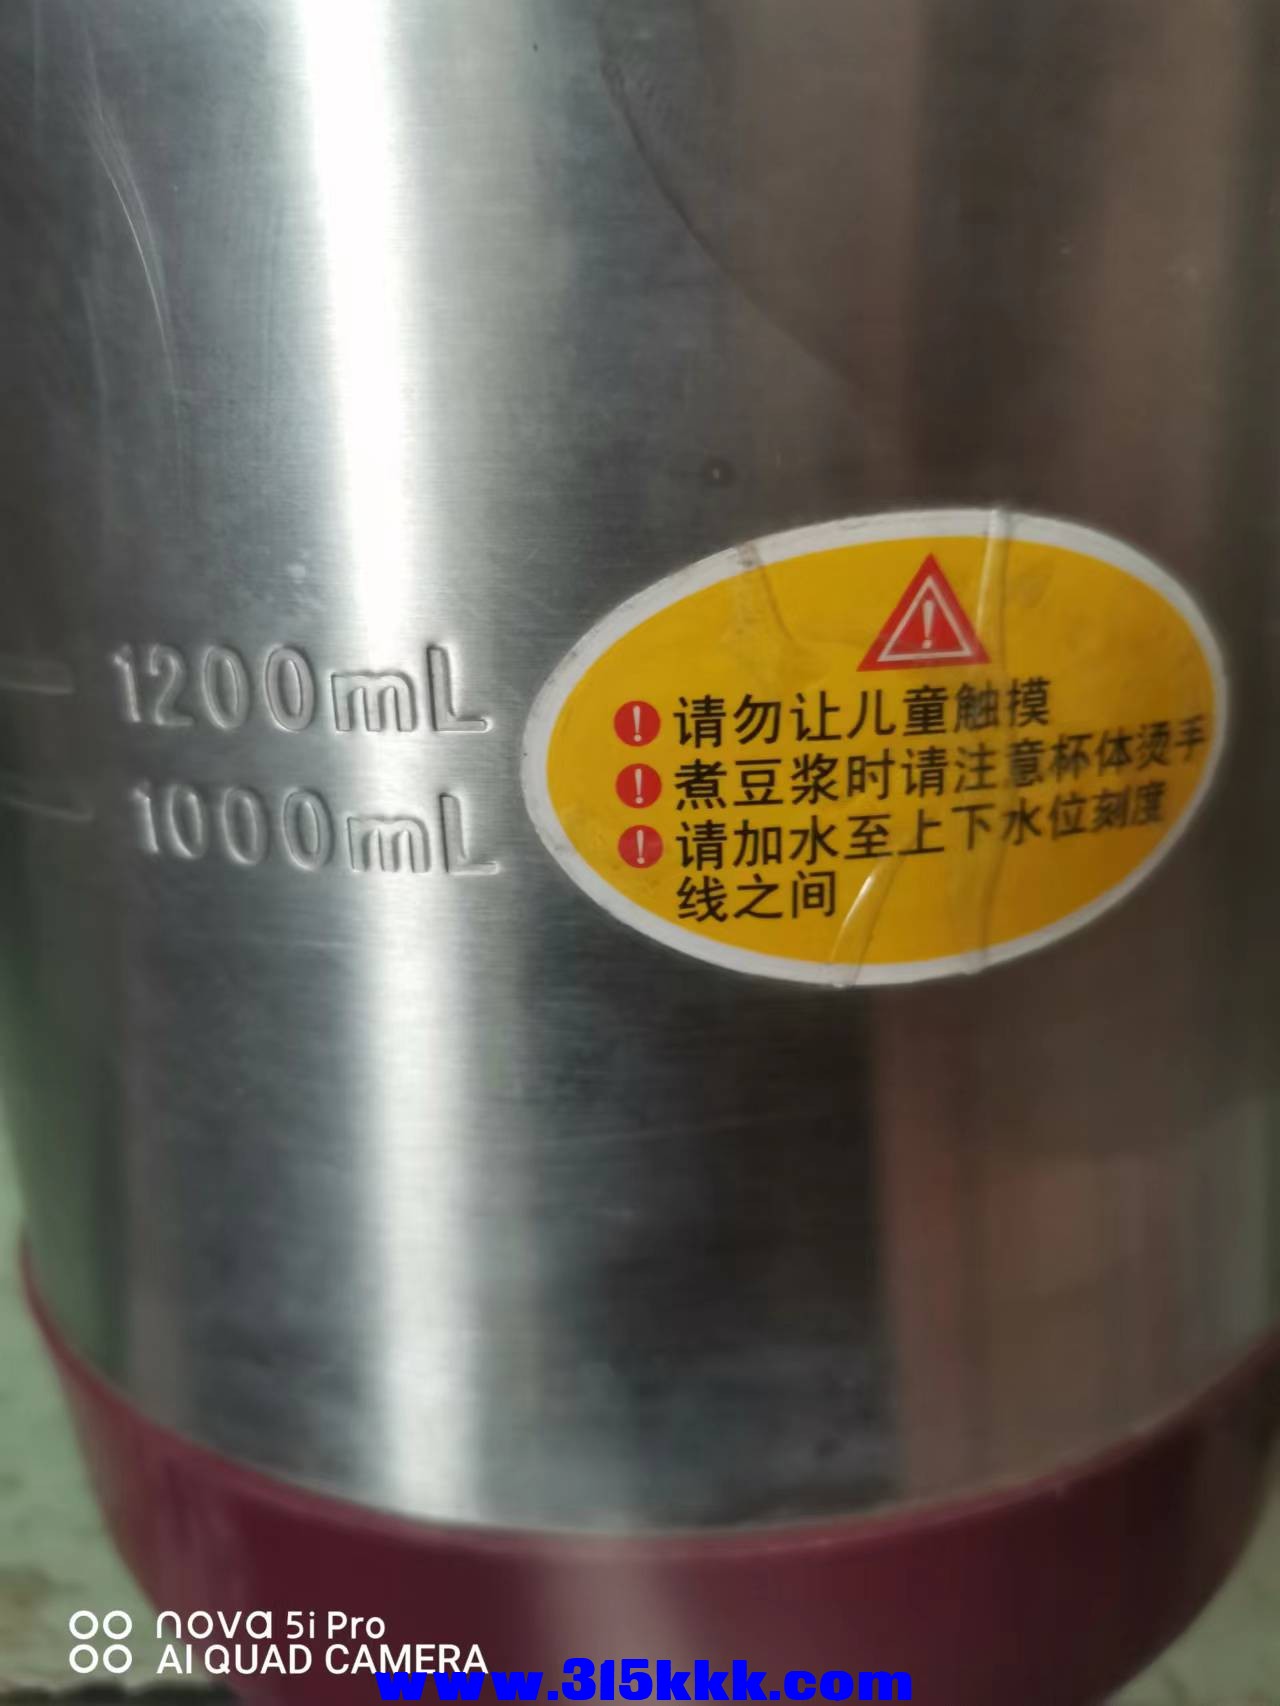 1200mL
1000mL
请勿让儿童触摸
煮豆浆时请注意杯体烫手
请加水至上下水位刻度
线之间
nova 5i Pro
AI QUAD CAMERA
www.315kkk.com